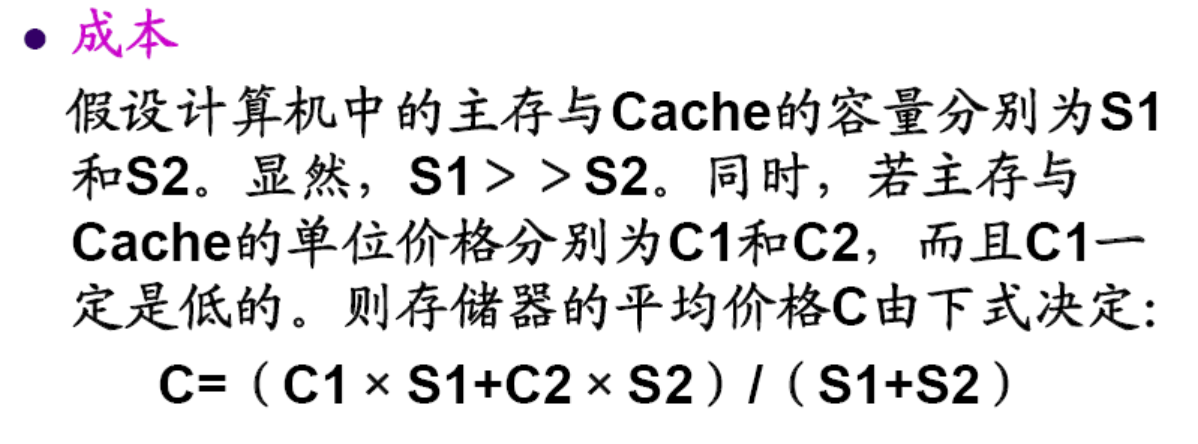 • 成本
假设计算机中的主存与Cache的容量分别为S1
和S2。显然，S1＞＞S2。同时，若主存与
Cache的单位价格分别为C1和C2，而且C1一
定是低的。则存储器的平均价格C由下式决定：
C=（C1×S1+C2×S2）/（S1+S2）